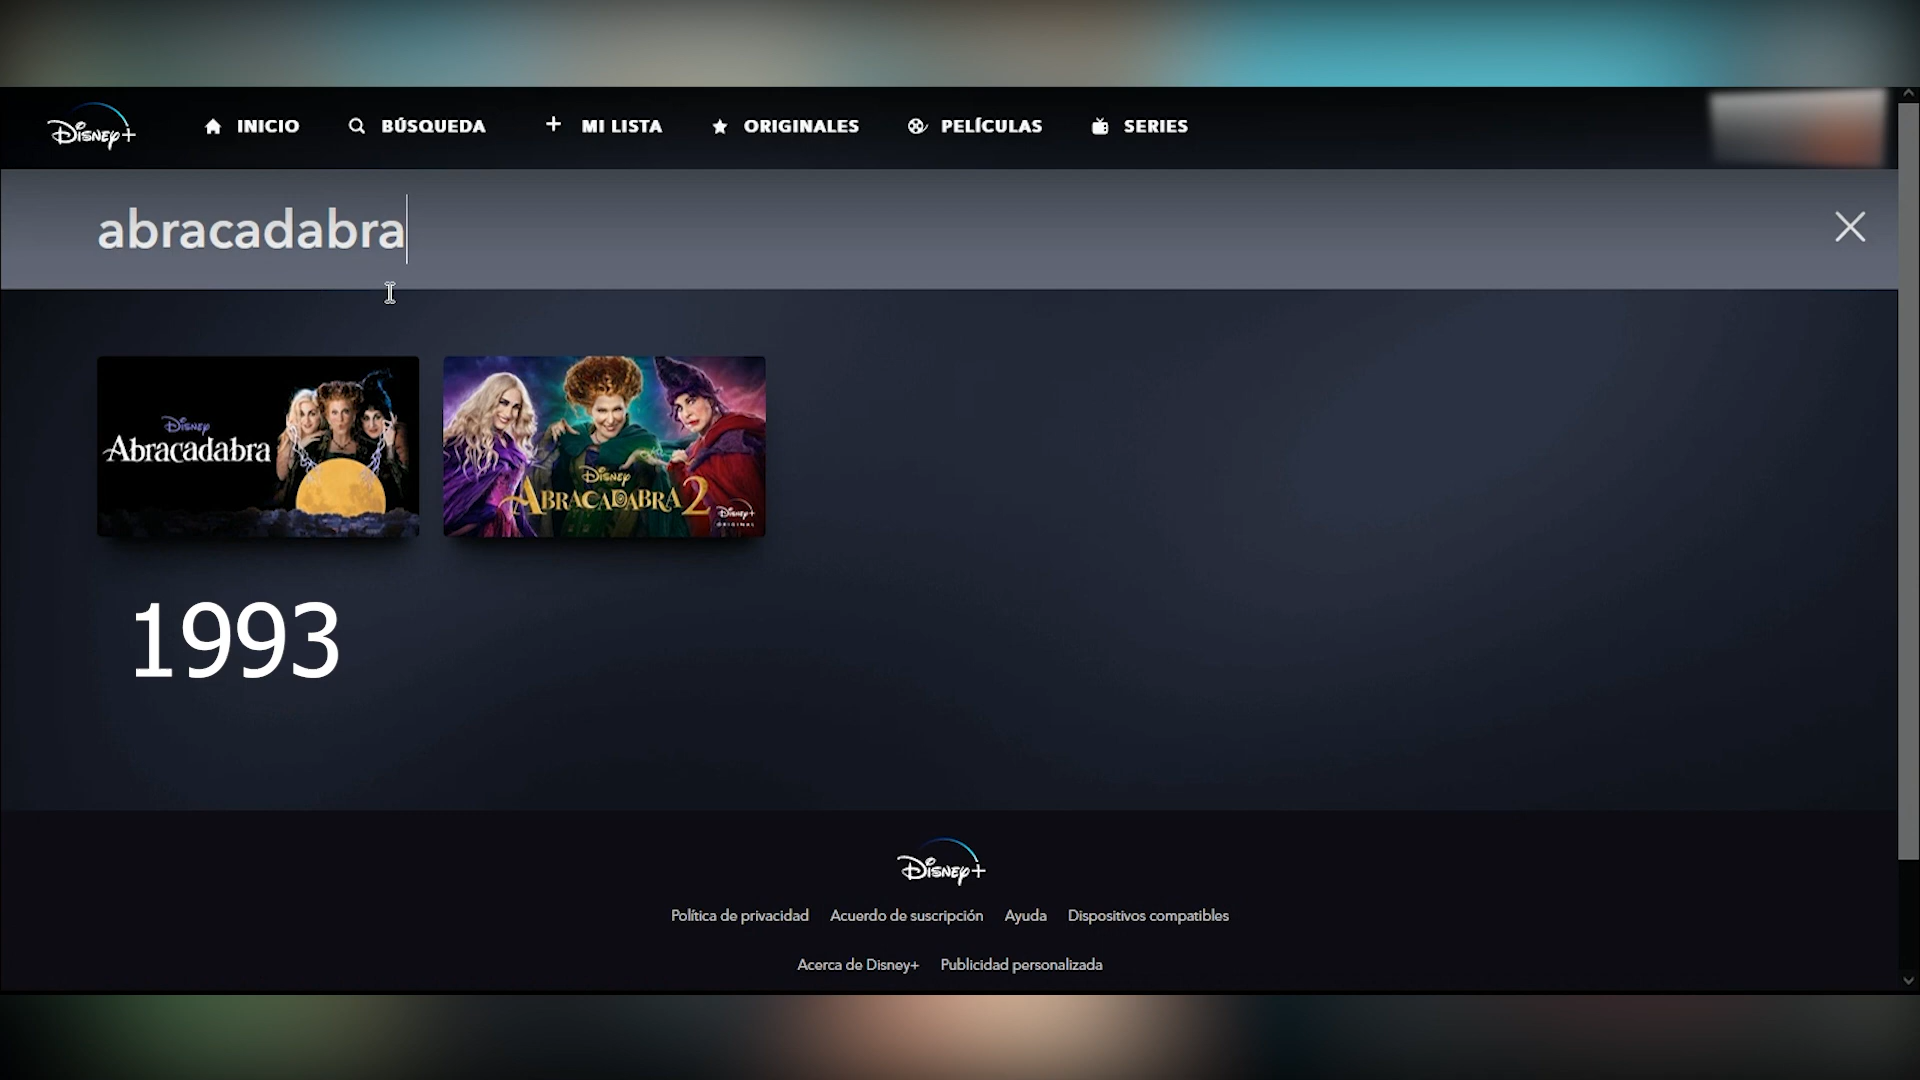 Disney+
INICIO
BÚSQUEDA
MI LISTA
ORIGINALES
PELÍCULAS
SERIES
abracadabra
Disney
Abracadabra
Disney
ABRACADABRA 2
Disney+
ORIGINAL
1993
Disney+
Política de privacidad Acuerdo de suscripción Ayuda Dispositivos compatibles
Acerca de Disney+ Publicidad personalizada